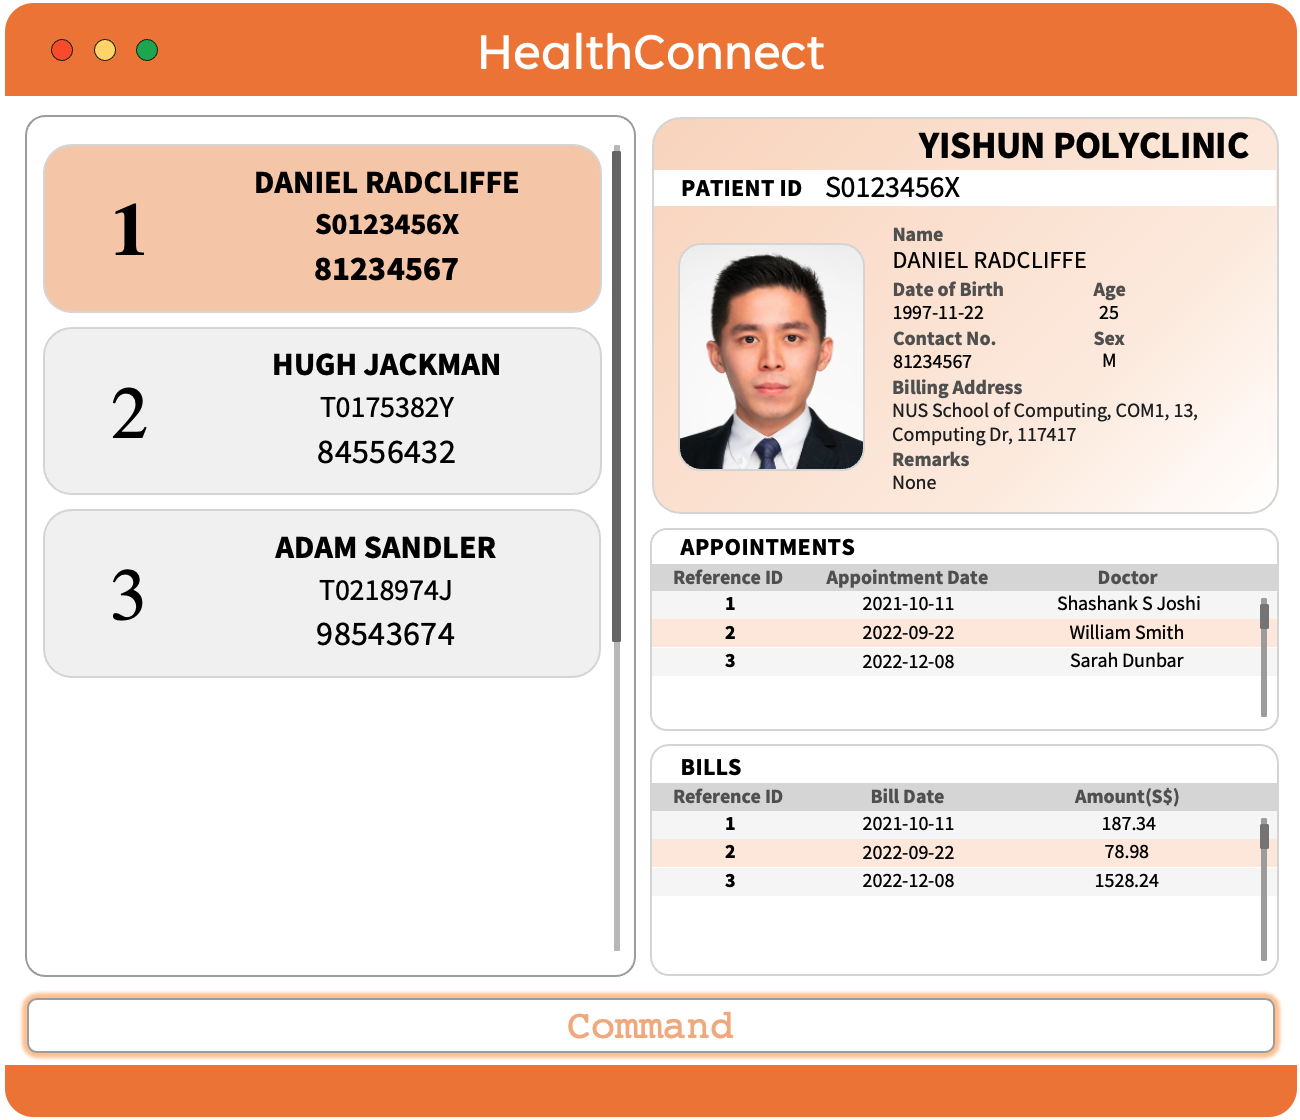 HealthConnect
1
DANIEL RADCLIFFE
S0123456X
81234567
2
HUGH JACKMAN
T0175382Y
84556432
3
ADAM SANDLER
T0218974J
98543674
YISHUN POLYCLINIC
PATIENT ID S0123456X
Name
DANIEL RADCLIFFE
Date of Birth Age
1997-11-22 25
Contact No. Sex
81234567 M
Billing Address
NUS School of Computing, COM1, 13,
Computing Dr, 117417
Remarks
None
APPOINTMENTS
Reference ID Appointment Date Doctor
1 2021-10-11 Shashank S Joshi
2 2022-09-22 William Smith
3 2022-12-08 Sarah Dunbar
BILLS
Reference ID Bill Date Amount(S$)
1 2021-10-11 187.34
2 2022-09-22 78.98
3 2022-12-08 1528.24
Command